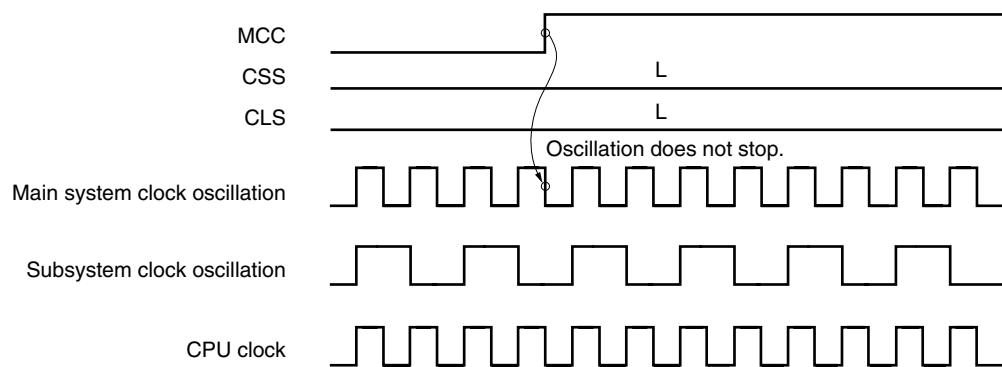 MCC
CSS L
CLS L
Oscillation does not stop.
Main system clock oscillation
Subsystem clock oscillation
CPU clock